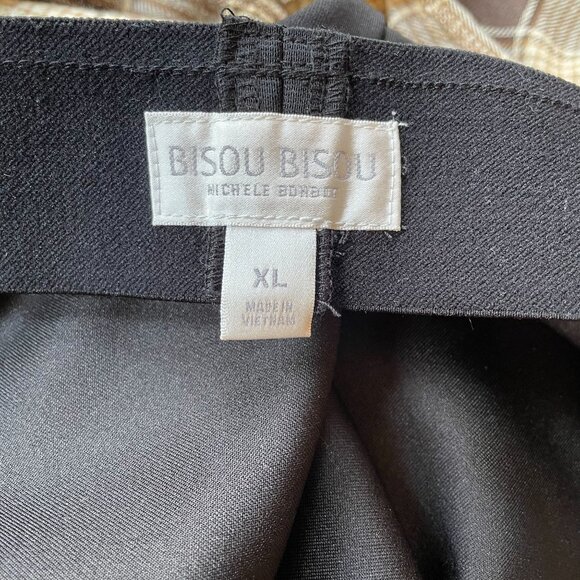 BISOU BISOU
MICHELE BOHBOT
XL
MADE IN
VIETNAM